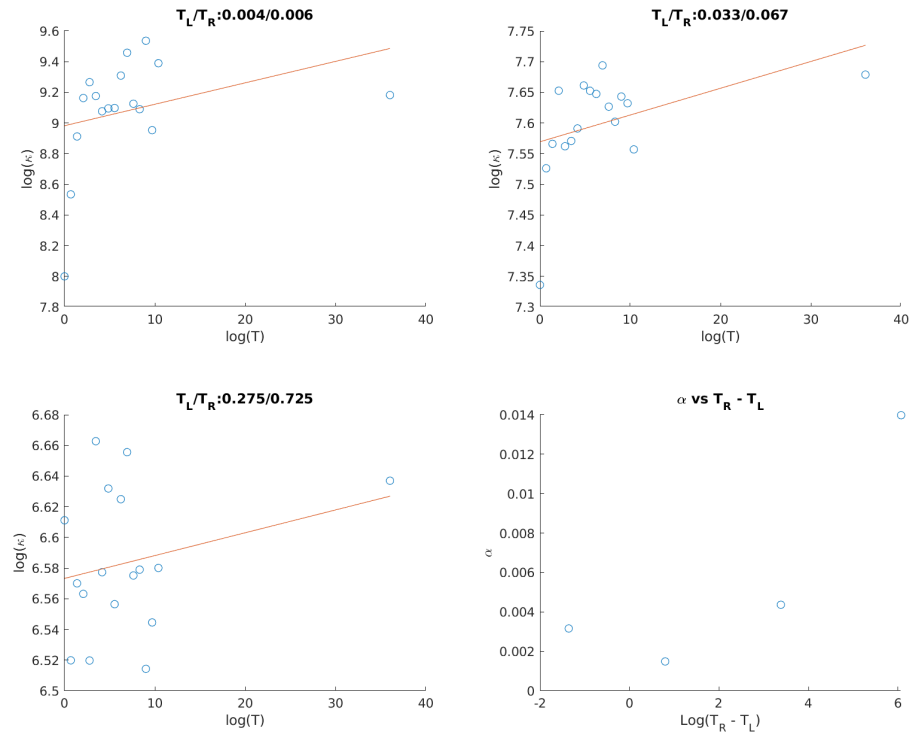 T_L/T_R:0.004/0.006
9.6
9.4
9.2
9
8.8
8.6
8.4
8.2
8
7.8
log(κ)
0 10 20 30 40
log(T)
T_L/T_R:0.033/0.067
7.75
7.7
7.65
7.6
7.55
7.5
7.45
7.4
7.35
7.3
log(κ)
0 10 20 30 40
log(T)
T_L/T_R:0.275/0.725
6.68
6.66
6.64
6.62
6.6
6.58
6.56
6.54
6.52
6.5
log(κ)
0 10 20 30 40
log(T)
α vs T_R - T_L
0.014
0.012
0.01
0.008
0.006
0.004
0.002
0
α
-2 0 2 4 6
Log(T_R - T_L)